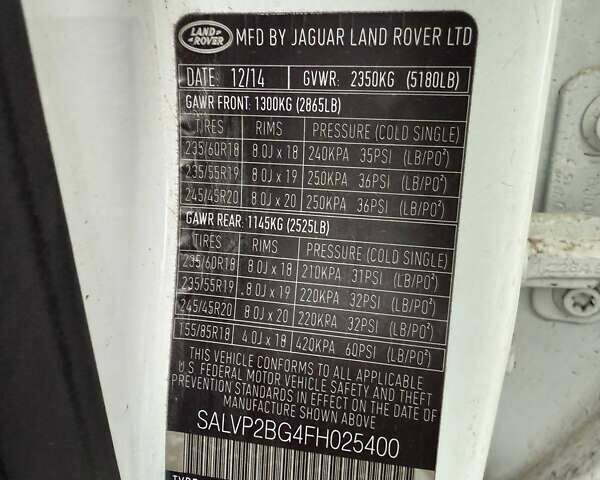 LAND ROVER MFD BY JAGUAR LAND ROVER LTD
DATE: 12/14 GVWR: 2350KG (5180LB)
GAWR FRONT: 1300KG (2865LB)
TIRES RIMS PRESSURE (COLD SINGLE)
235/60R18 8.0J x 18 240KPA 35PSI (LB/PO²)
235/55R19 8.0J x 19 250KPA 36PSI (LB/PO²)
245/45R20 8.0J x 20 250KPA 36PSI (LB/PO²)
GAWR REAR: 1145KG (2525LB)
TIRES RIMS PRESSURE (COLD SINGLE)
235/60R18 8.0J x 18 210KPA 31PSI (LB/PO²)
235/55R19 8.0J x 19 220KPA 32PSI (LB/PO²)
245/45R20 8.0J x 20 220KPA 32PSI (LB/PO²)
T55/85R18 4.0J x 18 420KPA 60PSI (LB/PO²)
THIS VEHICLE CONFORMS TO ALL APPLICABLE
U.S FEDERAL MOTOR VEHICLE SAFETY AND THEFT
PREVENTION STANDARDS IN EFFECT ON THE DATE OF
MANUFACTURE SHOWN ABOVE
SALVP2BG4FH025400